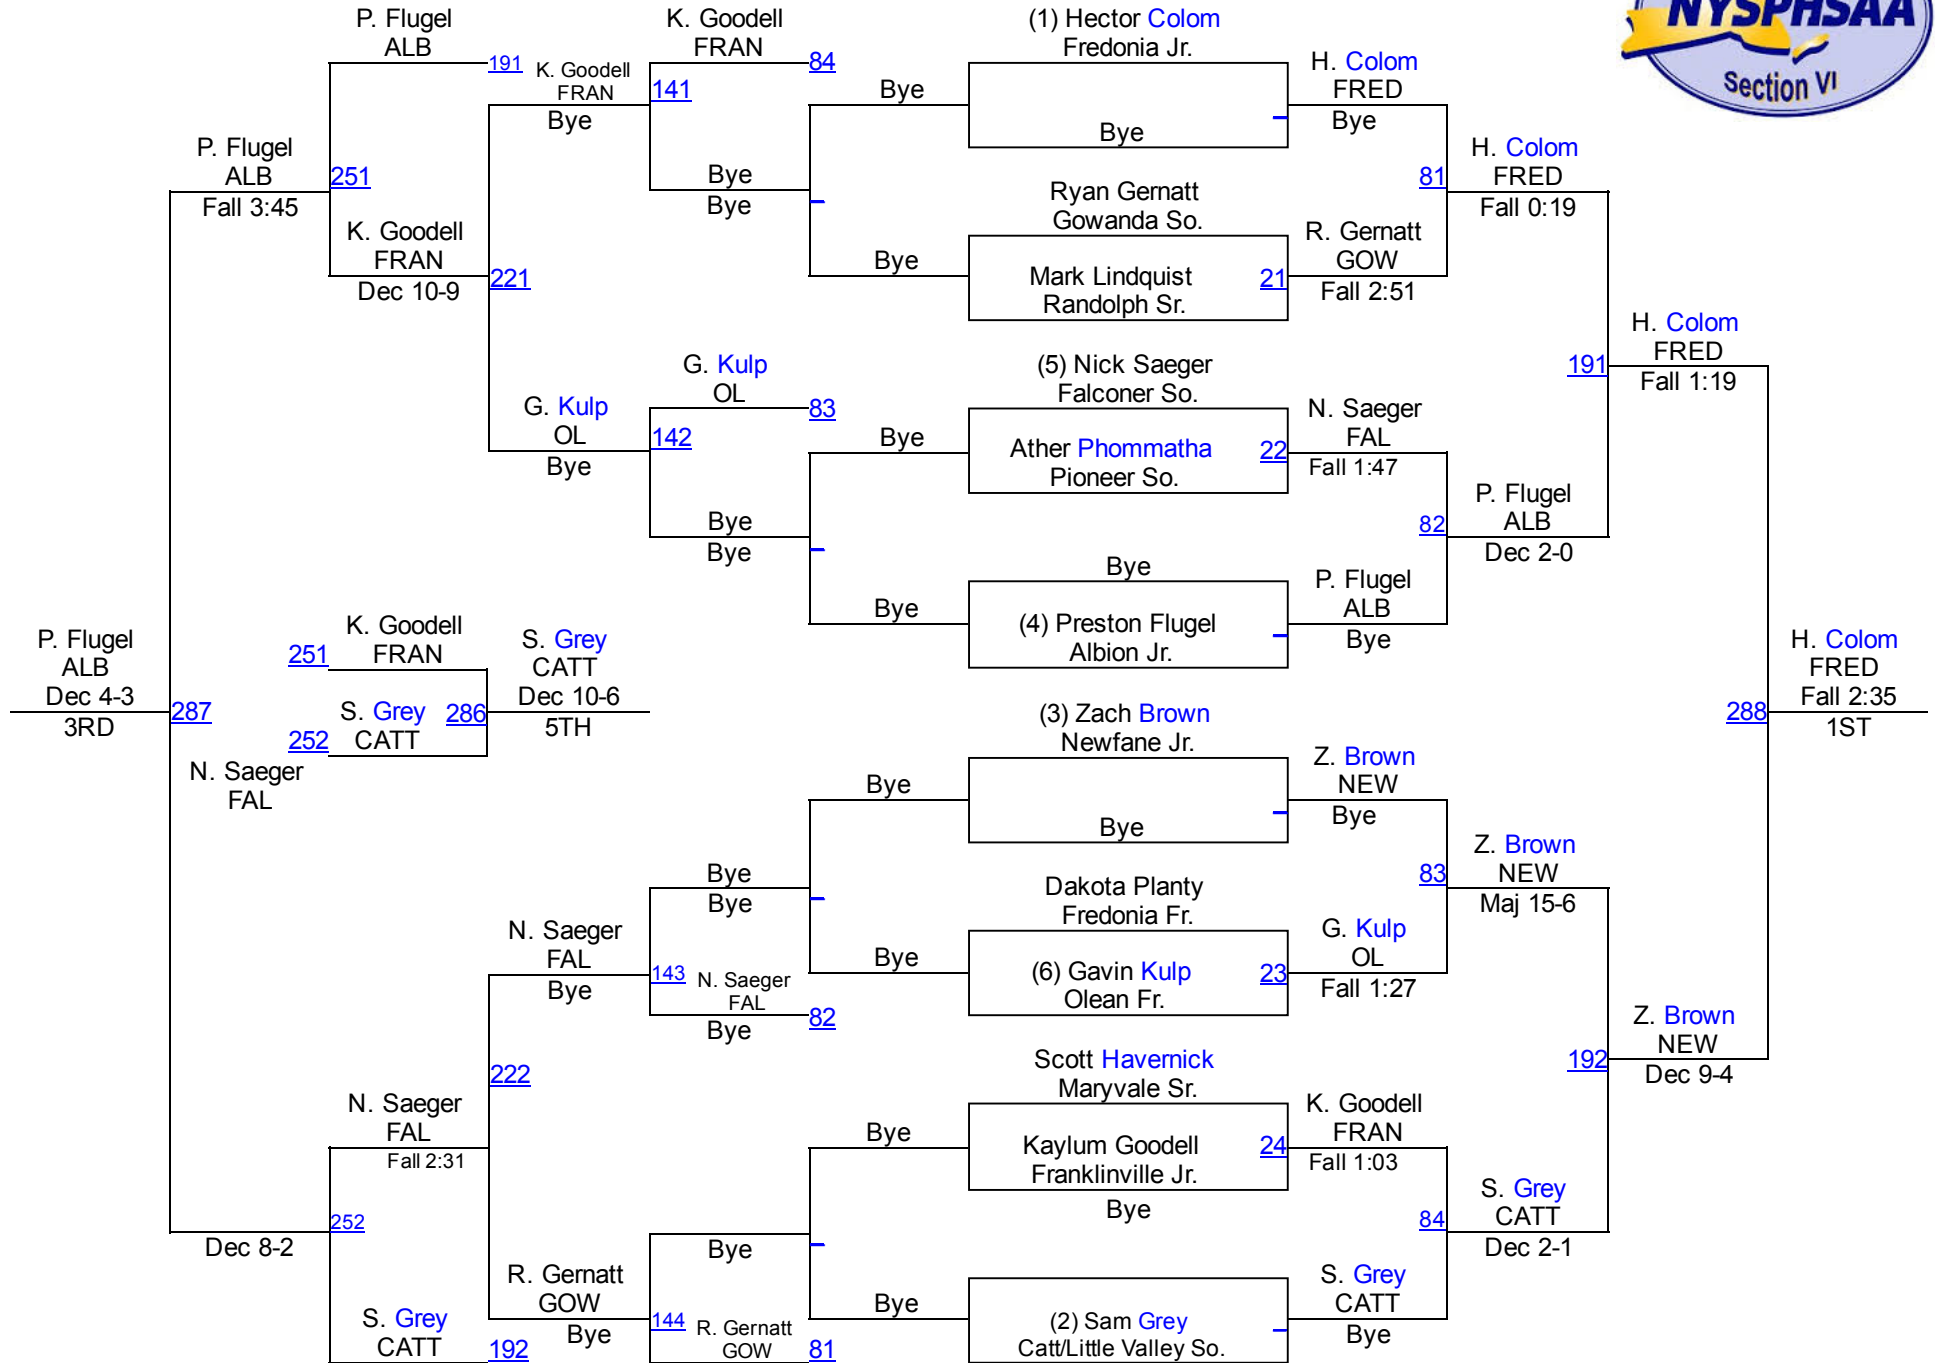 NYSPHSAA
Section VI
P. Flugel
ALB
191
K. Goodell
FRAN
Bye
141
K. Goodell
FRAN
84
Bye
Bye
Bye
Bye
(1) Hector Colom
Fredonia Jr.
Bye
H. Colom
FRED
Bye
Ryan Gernatt
Gowanda So.
Mark Lindquist
Randolph Sr.
21
R. Gernatt
GOW
Fall 2:51
81
H. Colom
FRED
Fall 0:19
P. Flugel
ALB
Fall 3:45
251
K. Goodell
FRAN
Dec 10-9
221
G. Kulp
OL
Bye
142
G. Kulp
OL
83
Bye
Bye
Bye
Bye
(5) Nick Saeger
Falconer So.
Ather Phommatha
Pioneer So.
22
N. Saeger
FAL
Fall 1:47
Bye
(4) Preston Flugel
Albion Jr.
P. Flugel
ALB
Bye
82
P. Flugel
ALB
Dec 2-0
191
H. Colom
FRED
Fall 1:19
P. Flugel
ALB
Dec 4-3
3RD
287
251
K. Goodell
FRAN
252
S. Grey
CATT
286
S. Grey
CATT
Dec 10-6
5TH
N. Saeger
FAL
Dec 8-2
(3) Zach Brown
Newfane Jr.
Bye
Z. Brown
NEW
Bye
Dakota Planty
Fredonia Fr.
(6) Gavin Kulp
Olean Fr.
23
G. Kulp
OL
Fall 1:27
83
Z. Brown
NEW
Maj 15-6
288
H. Colom
FRED
Fall 2:35
1ST
Bye
Bye
Bye
Bye
N. Saeger
FAL
Bye
143
N. Saeger
FAL
Bye
82
222
N. Saeger
FAL
Fall 2:31
252
S. Grey
CATT
192
R. Gernatt
GOW
Bye
144
R. Gernatt
GOW
81
Bye
Bye
Bye
Scott Havernick
Maryvale Sr.
Kaylum Goodell
Franklinville Jr.
24
K. Goodell
FRAN
Fall 1:03
Bye
(2) Sam Grey
Catt/Little Valley So.
S. Grey
CATT
Bye
84
S. Grey
CATT
Dec 2-1
192
Z. Brown
NEW
Dec 9-4